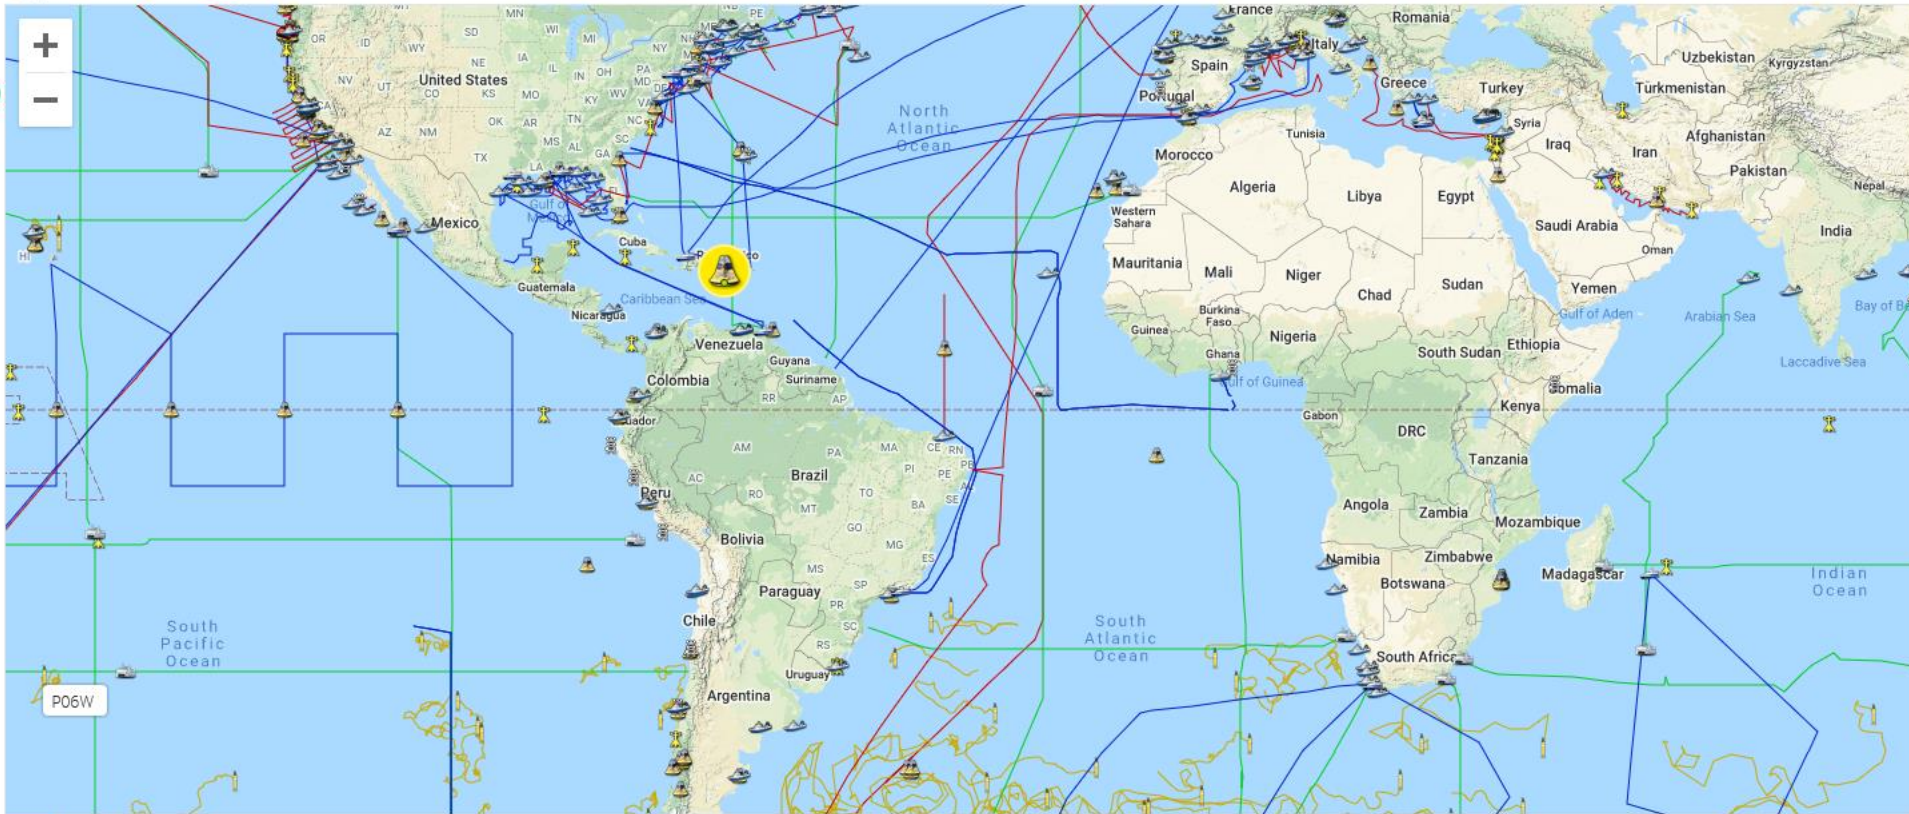 +
−
MN
PE
France
Romania
OR
ID
WY
SD
WI
MI
NY
Italy
Uzbekistan
Kyrgyzstan
IA
Spain
Greece
Turkey
Turkmenistan
NV
UT
United States
CO
NE
KS
IL
IN
OH
PA
MD
DE
MO
KY
WV
VA
Portugal
North
Atlantic
Ocean
CA
AZ
NM
OK
AR
TN
NC
Tunisia
Syria
Iraq
Iran
Afghanistan
TX
MS
AL
GA
SC
LA
Morocco
Pakistan
Nepal
Algeria
Libya
Egypt
Gulf of
Mexico
Mexico
Western
Sahara
Saudi Arabia
India
Cuba
Oman
HI
Mauritania
Mali
Niger
Chad
Sudan
Yemen
Guatemala
Caribbean Sea
Nicaragua
Burkina
Faso
Gulf of Aden
Arabian Sea
Guinea
Nigeria
Venezuela
Ghana
South Sudan
Ethiopia
Guyana
Laccadive Sea
Colombia
Suriname
Gulf of Guinea
Somalia
RR
AP
Kenya
Gabon
DRC
AM
PA
MA
CE
RN
PB
Tanzania
Brazil
PI
PE
AC
Peru
RO
TO
BA
SE
AL
Angola
Zambia
Mozambique
MT
GO
Bolivia
MG
ES
Namibia
Zimbabwe
Madagascar
MS
SP
Botswana
Indian
Ocean
Paraguay
PR
Chile
SC
South
Pacific
Ocean
South
Atlantic
Ocean
RS
South Africa
Uruguay
P06W
Argentina